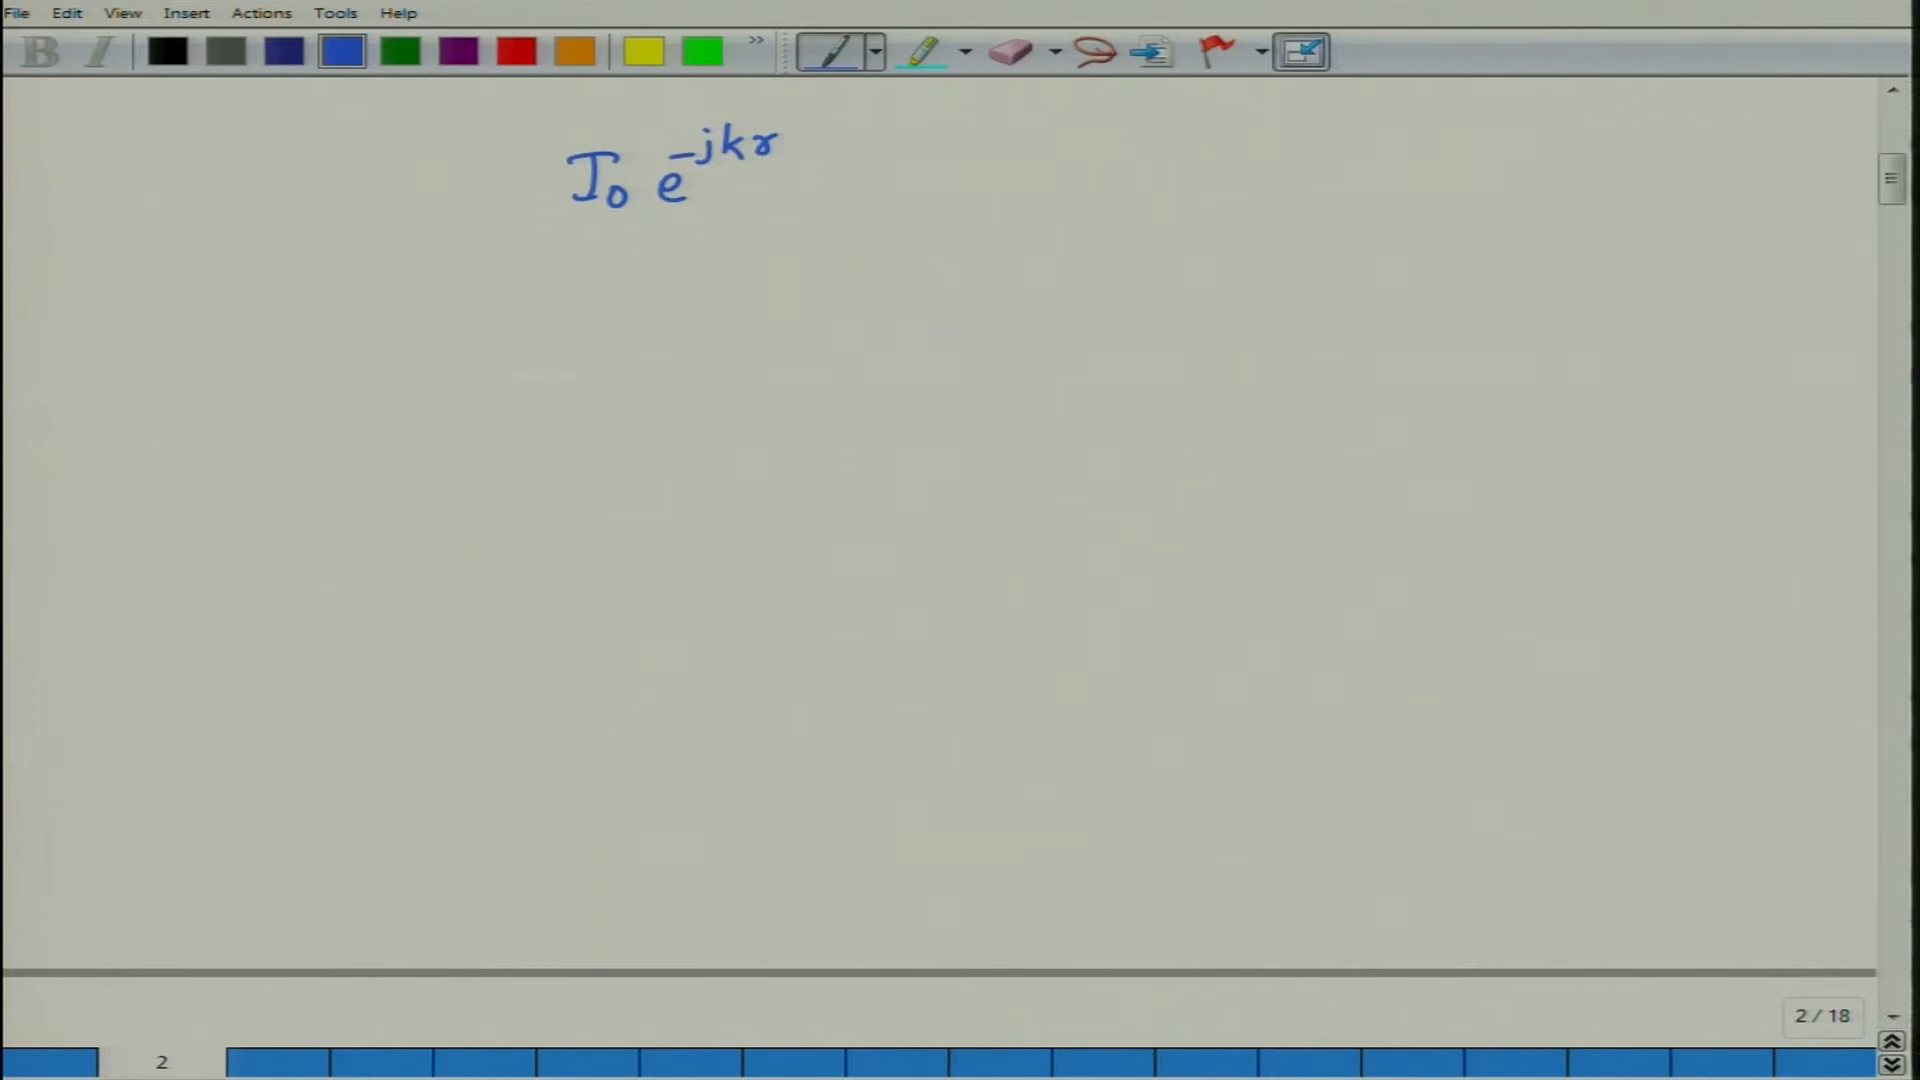 File Edit View Insert Actions Tools Help
B I
J₀ e^{-jkr}
2 / 18
2